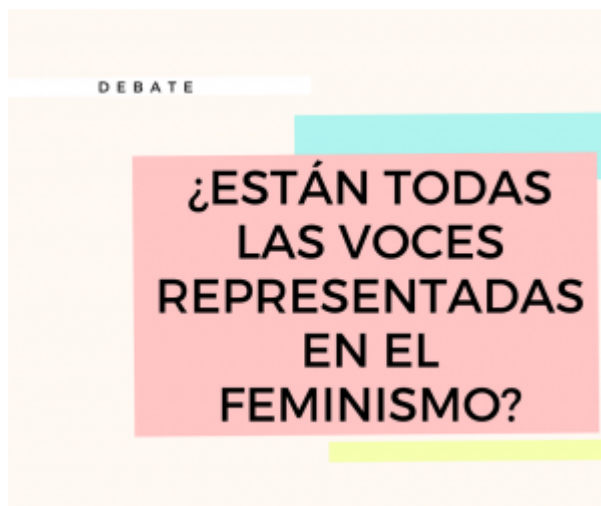 DEBATE
¿ESTÁN TODAS
LAS VOCES
REPRESENTADAS
EN EL
FEMINISMO?